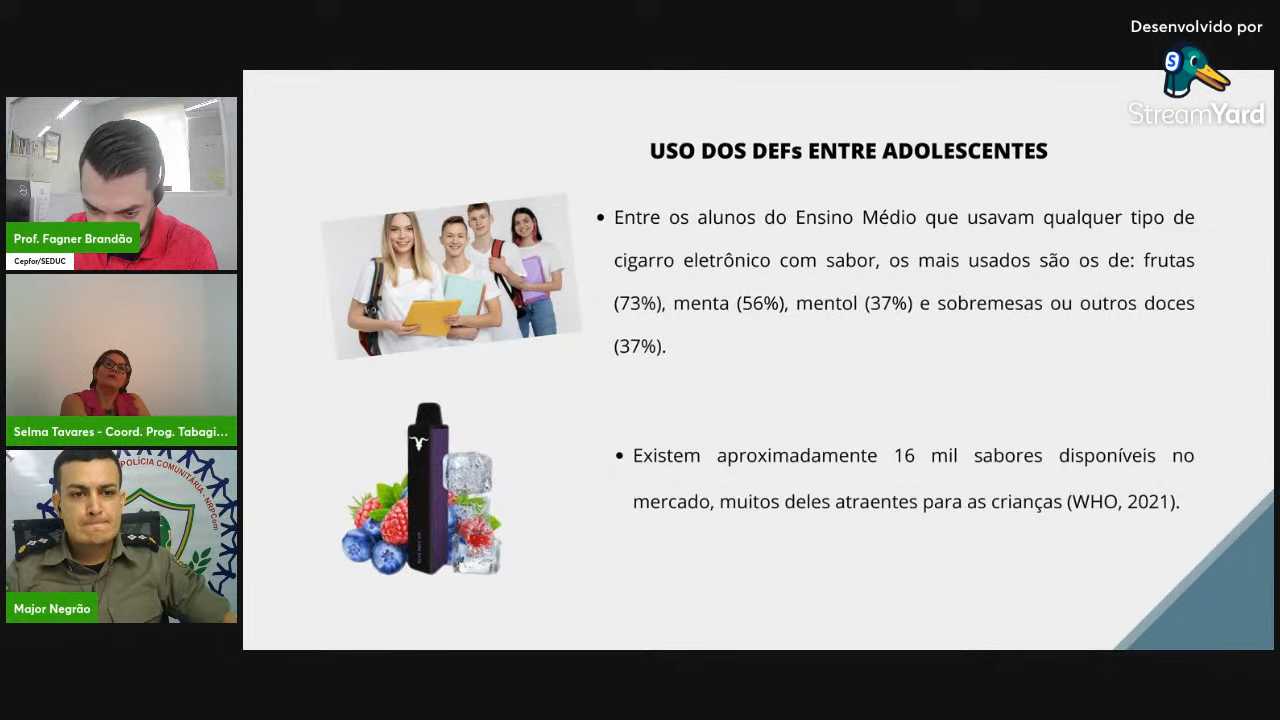 Desenvolvido por
StreamYard
USO DOS DEFs ENTRE ADOLESCENTES
• Entre os alunos do Ensino Médio que usavam qualquer tipo de
cigarro eletrônico com sabor, os mais usados são os de: frutas
(73%), menta (56%), mentol (37%) e sobremesas ou outros doces
(37%).
• Existem aproximadamente 16 mil sabores disponíveis no
mercado, muitos deles atraentes para as crianças (WHO, 2021).
Prof. Fagner Brandão
Cepfor/SEDUC
Selma Tavares - Coord. Prog. Tabagi...
POLÍCIA COMUNITÁRIA - NRPCom
Major Negrão